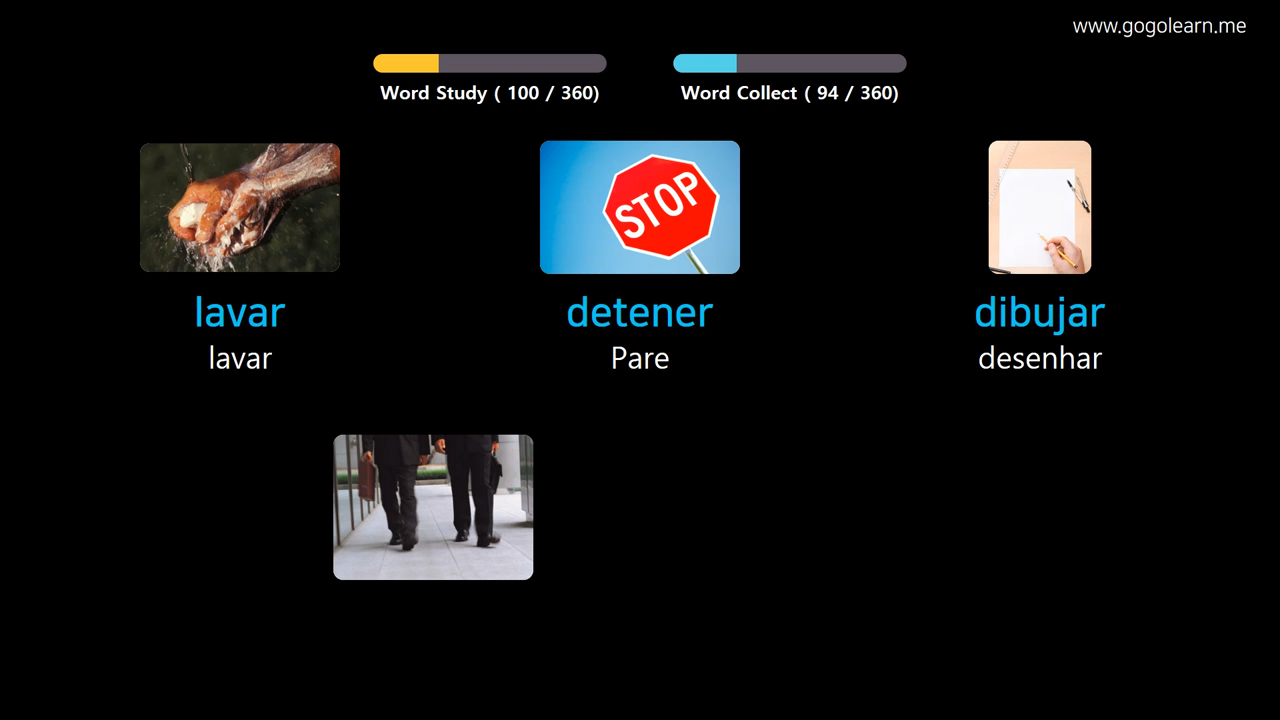 www.gogolearn.me
Word Study ( 100 / 360)
Word Collect ( 94 / 360)
STOP
lavar
detener
dibujar
lavar
Pare
desenhar